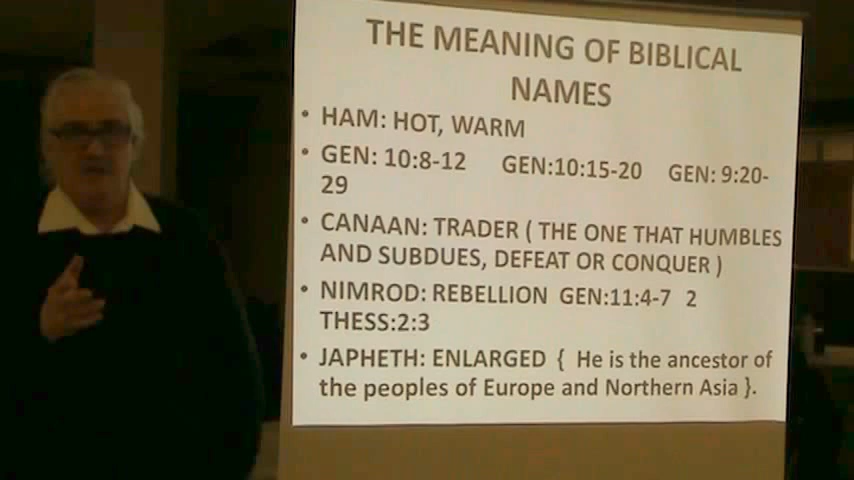 THE MEANING OF BIBLICAL
NAMES
• HAM: HOT, WARM
• GEN: 10:8-12 GEN:10:15-20 GEN: 9:20-
29
• CANAAN: TRADER ( THE ONE THAT HUMBLES
AND SUBDUES, DEFEAT OR CONQUER )
• NIMROD: REBELLION GEN:11:4-7 2
THESS:2:3
• JAPHETH: ENLARGED { He is the ancestor of
the peoples of Europe and Northern Asia }.